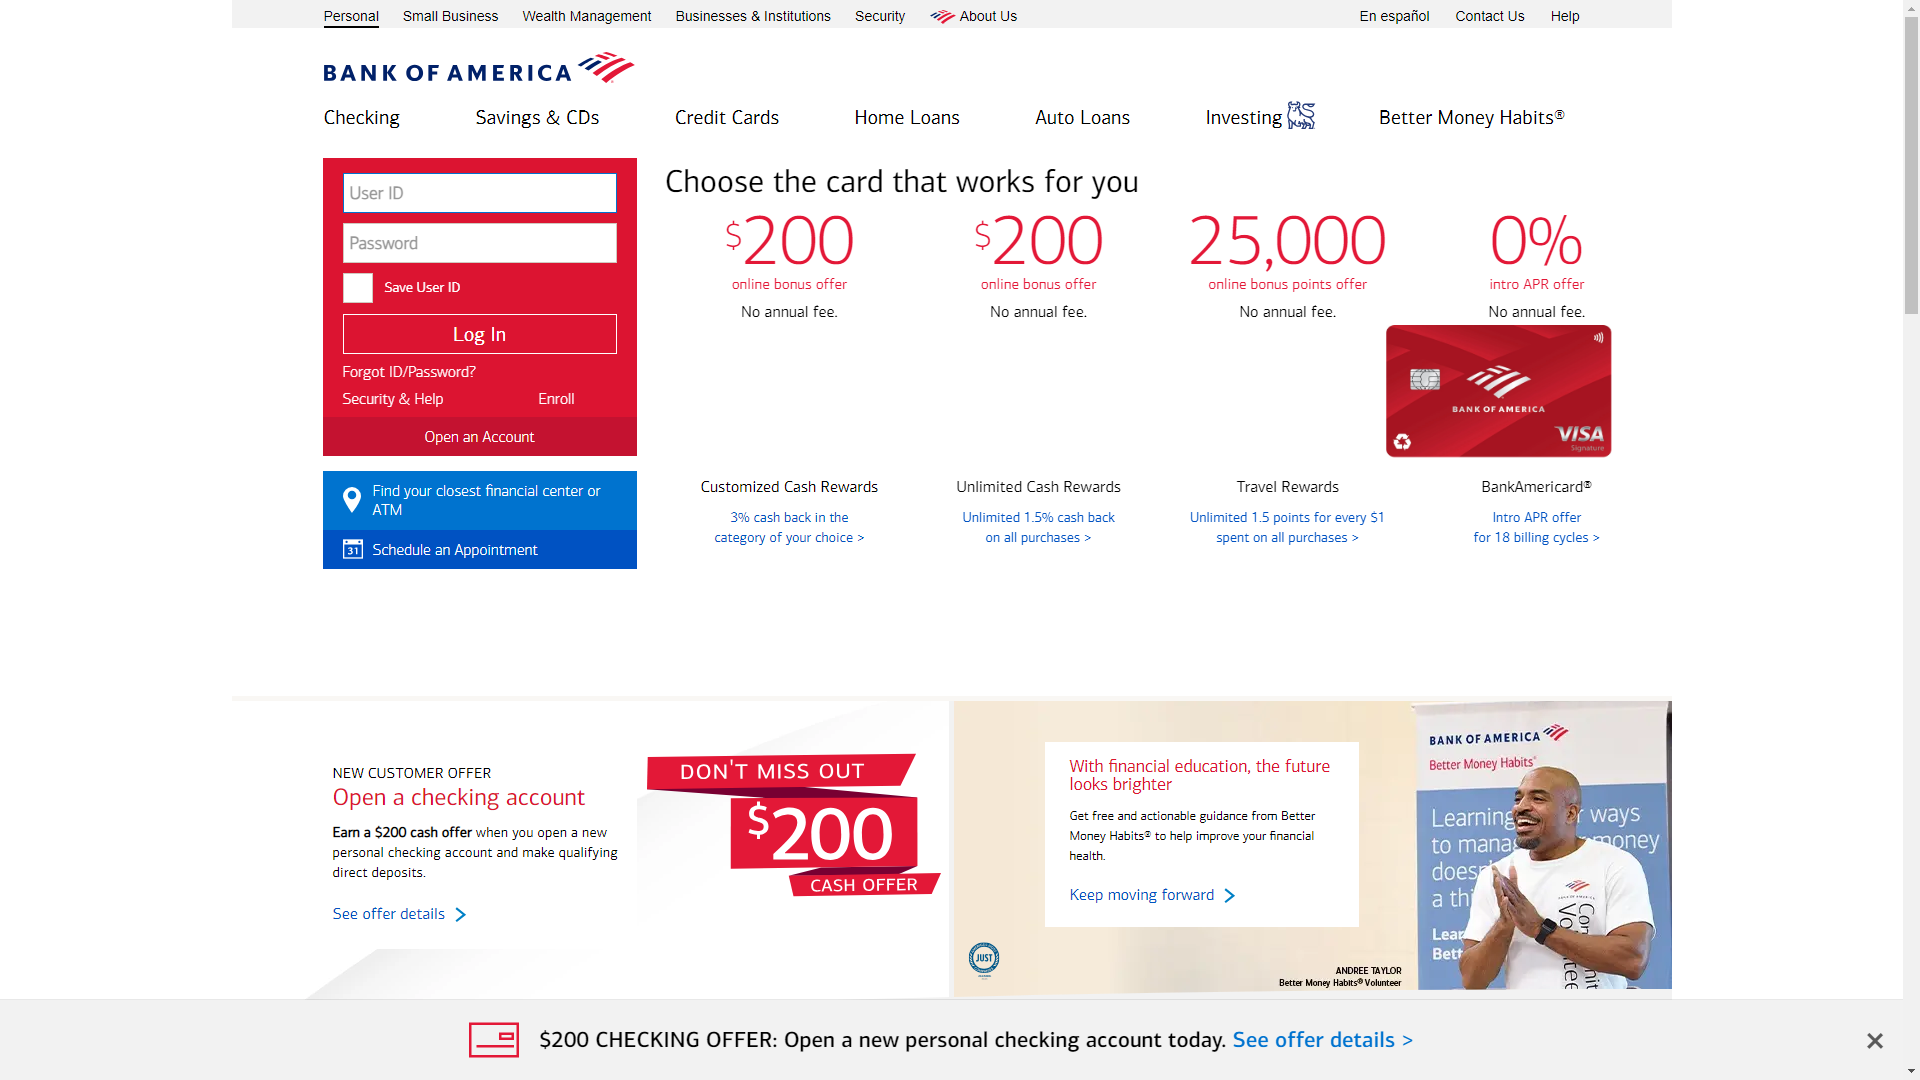 Personal
Small Business
Wealth Management
Businesses & Institutions
Security
About Us
En español
Contact Us
Help
BANK OF AMERICA
Checking
Savings & CDs
Credit Cards
Home Loans
Auto Loans
Investing
Better Money Habits®
User ID
Password
Save User ID
Log In
Forgot ID/Password?
Security & Help
Enroll
Open an Account
Find your closest financial center or
ATM
31
Schedule an Appointment
Choose the card that works for you
$200
online bonus offer
No annual fee.
$200
online bonus offer
No annual fee.
25,000
online bonus points offer
No annual fee.
0%
intro APR offer
No annual fee.
BANK OF AMERICA
VISA
Signature
Customized Cash Rewards
3% cash back in the
category of your choice >
Unlimited Cash Rewards
Unlimited 1.5% cash back
on all purchases >
Travel Rewards
Unlimited 1.5 points for every $1
spent on all purchases >
BankAmericard®
Intro APR offer
for 18 billing cycles >
NEW CUSTOMER OFFER
Open a checking account
Earn a $200 cash offer when you open a new
personal checking account and make qualifying
direct deposits.
See offer details
DON'T MISS OUT
$200
CASH OFFER
With financial education, the future
looks brighter
Get free and actionable guidance from Better
Money Habits® to help improve your financial
health.
Keep moving forward
JUST
ANDREE TAYLOR
Better Money Habits® Volunteer
BANK OF AMERICA
Better Money Habits®
Learning r ways
to mana money
does
a th
Lear
Bett
$200 CHECKING OFFER: Open a new personal checking account today. See offer details >